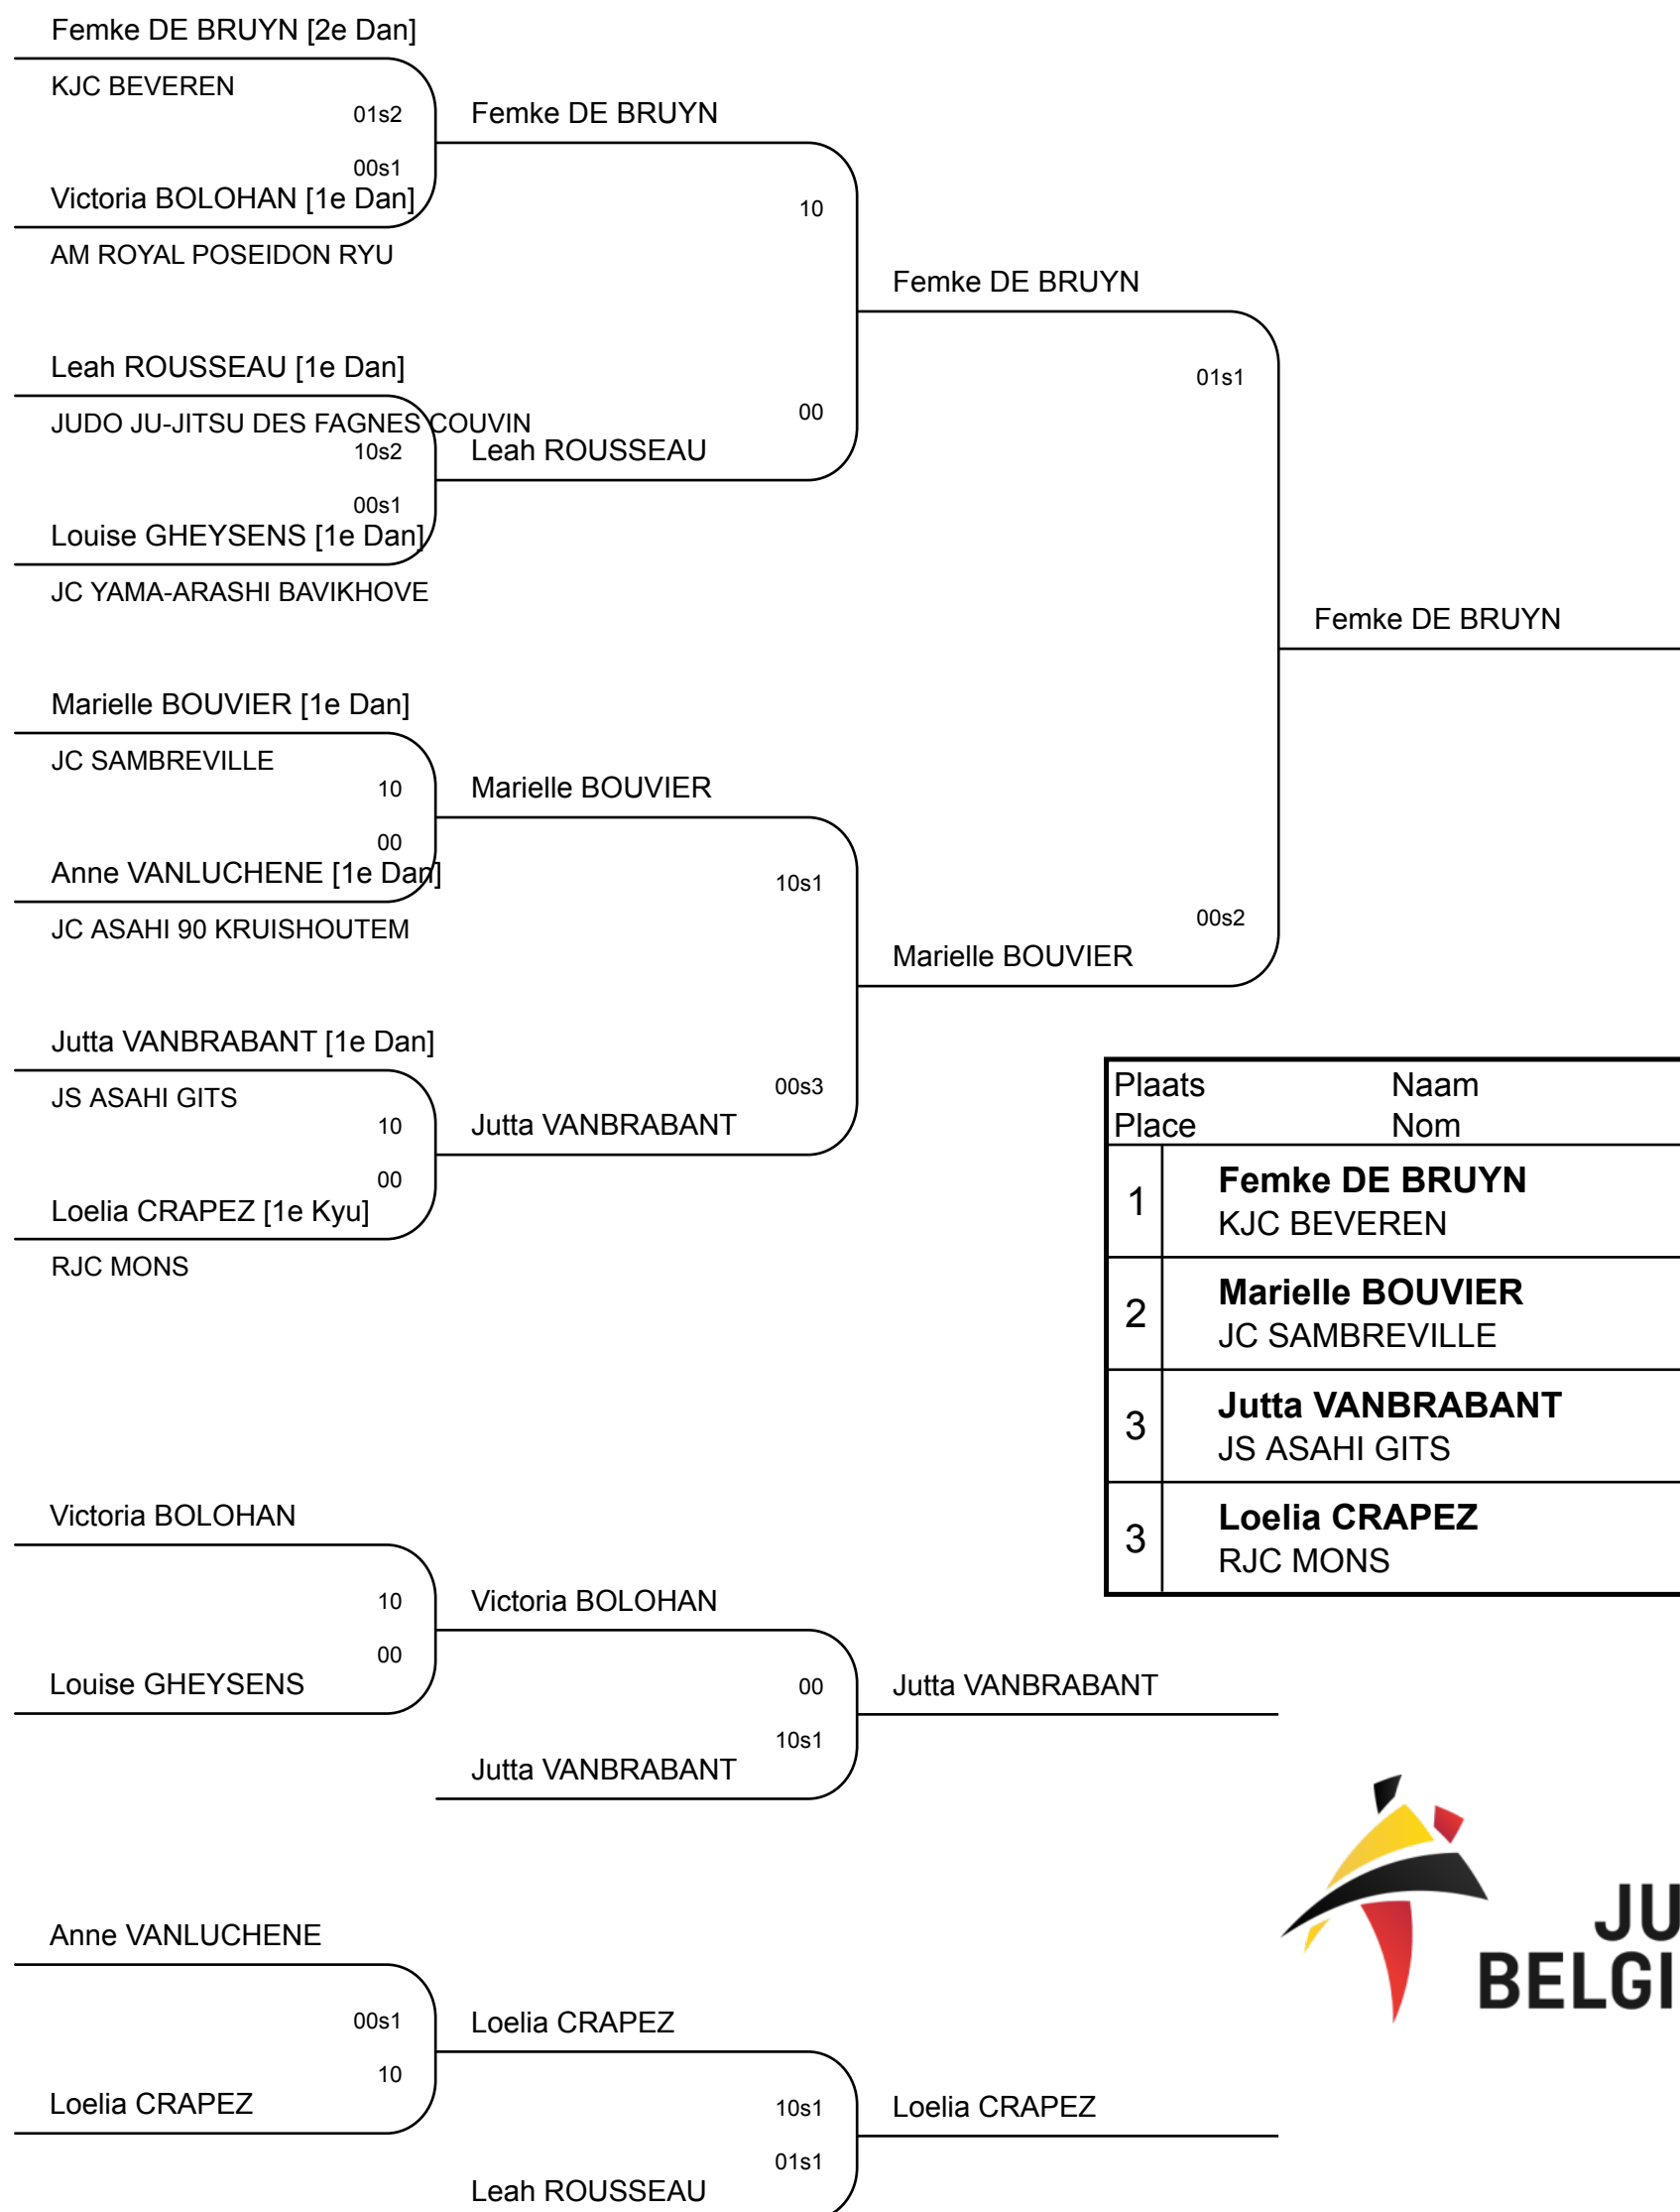 Femke DE BRUYN [2e Dan]
KJC BEVEREN
01s2
Femke DE BRUYN
00s1
Victoria BOLOHAN [1e Dan]
10
AM ROYAL POSEIDON RYU
Femke DE BRUYN
Leah ROUSSEAU [1e Dan]
01s1
JUDO JU-JITSU DES FAGNES COUVIN
00
10s2
Leah ROUSSEAU
00s1
Louise GHEYSENS [1e Dan]
JC YAMA-ARASHI BAVIKHOVE
Femke DE BRUYN
Marielle BOUVIER [1e Dan]
JC SAMBREVILLE
10
Marielle BOUVIER
00
Anne VANLUCHENE [1e Dan]
10s1
JC ASAHI 90 KRUISHOUTEM
00s2
Marielle BOUVIER
Jutta VANBRABANT [1e Dan]
JS ASAHI GITS
00s3
10
Jutta VANBRABANT
00
Loelia CRAPEZ [1e Kyu]
RJC MONS
Plaats Naam
Place Nom
1 Femke DE BRUYN
KJC BEVEREN
2 Marielle BOUVIER
JC SAMBREVILLE
3 Jutta VANBRABANT
JS ASAHI GITS
3 Loelia CRAPEZ
RJC MONS
Victoria BOLOHAN
10
Victoria BOLOHAN
00
Louise GHEYSENS
00
Jutta VANBRABANT
10s1
Jutta VANBRABANT
Anne VANLUCHENE
00s1
Loelia CRAPEZ
10
Loelia CRAPEZ
10s1
Loelia CRAPEZ
01s1
Leah ROUSSEAU
JU
BELGI